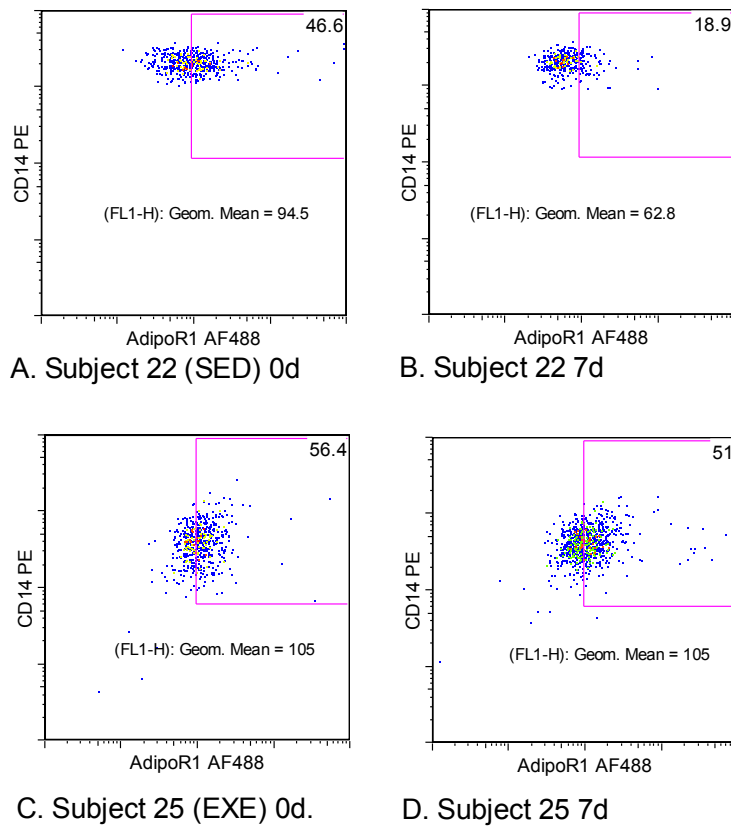 46.6
CD14 PE
(FL1-H): Geom. Mean = 94.5
AdipoR1 AF488
A. Subject 22 (SED) 0d
18.9
CD14 PE
(FL1-H): Geom. Mean = 62.8
AdipoR1 AF488
B. Subject 22 7d
56.4
CD14 PE
(FL1-H): Geom. Mean = 105
AdipoR1 AF488
C. Subject 25 (EXE) 0d.
51
CD14 PE
(FL1-H): Geom. Mean = 105
AdipoR1 AF488
D. Subject 25 7d